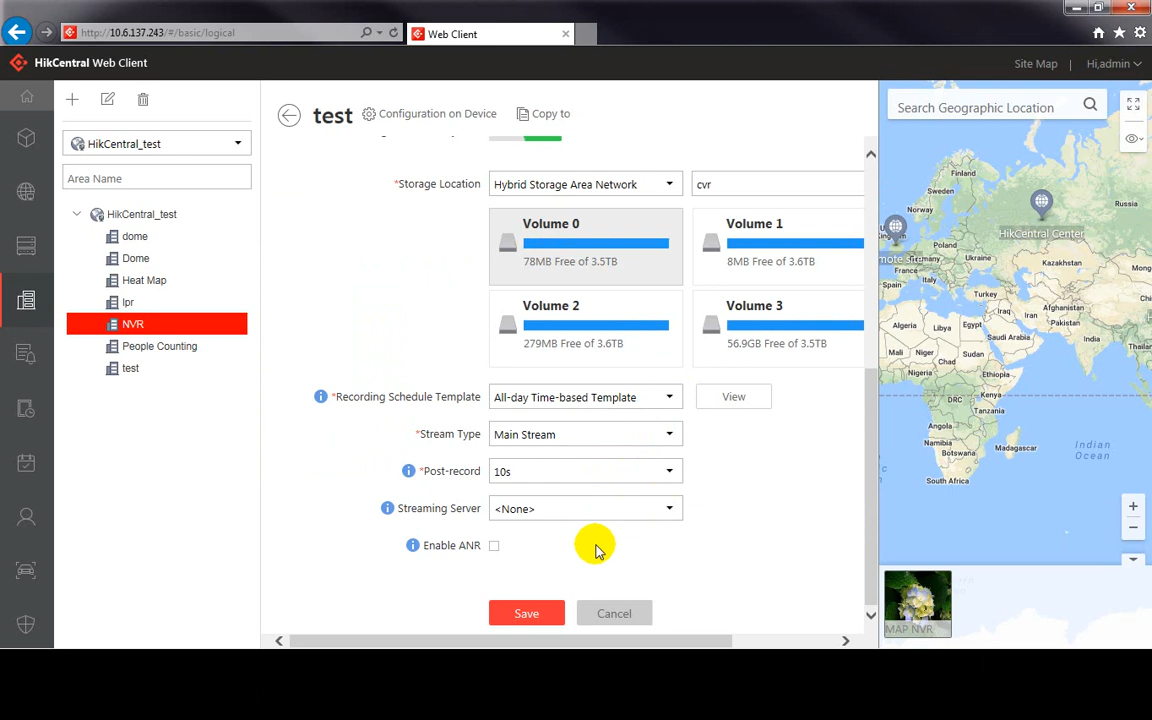 http://10.6.137.243/#/basic/logical
Web Client
HikCentral Web Client
Site Map | Hi,admin
HikCentral_test
Area Name
HikCentral_test
dome
Dome
Heat Map
lpr
NVR
People Counting
test
test
Configuration on Device
Copy to
*Storage Location
Hybrid Storage Area Network
cvr
Volume 0
78MB Free of 3.5TB
Volume 1
8MB Free of 3.6TB
Volume 2
279MB Free of 3.6TB
Volume 3
56.9GB Free of 3.5TB
*Recording Schedule Template
All-day Time-based Template
View
*Stream Type
Main Stream
*Post-record
10s
Streaming Server
<None>
Enable ANR
Save
Cancel
Search Geographic Location
Finland
Sweden
Norway
Russia
HikCentral Center
Poland
Ukraine
Kazakhstan
Italy
Spain
Turkey
Iraq
Iran
Algeria
Libya
Egypt
Saudi Arabia
Mali
Niger
Sudan
Chad
Nigeria
Ethiopia
DRC
Kenya
Tanzania
Angola
Namibia
Madagascar
Botswana
South Africa
Indian
Ocean
MAP NVR